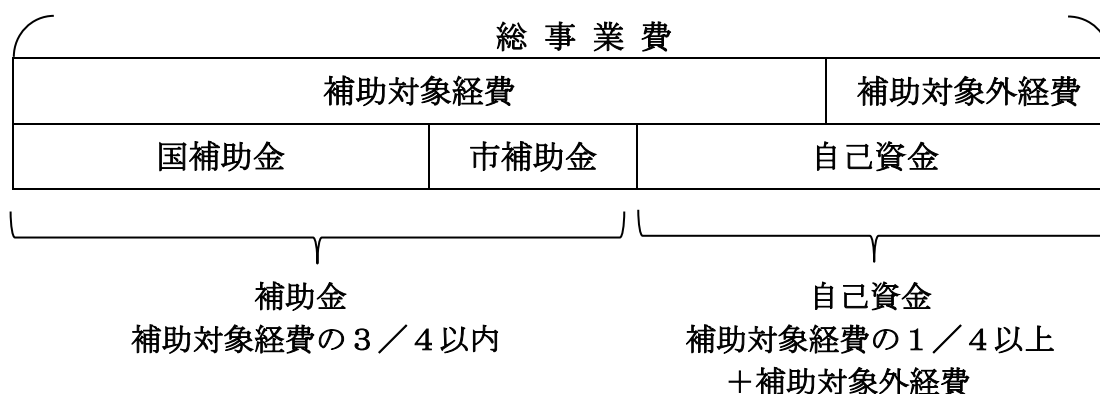 総 事 業 費
補助対象経費 補助対象外経費
国補助金 市補助金 自己資金
補助金
補助対象経費の３／４以内
自己資金
補助対象経費の１／４以上
＋補助対象外経費